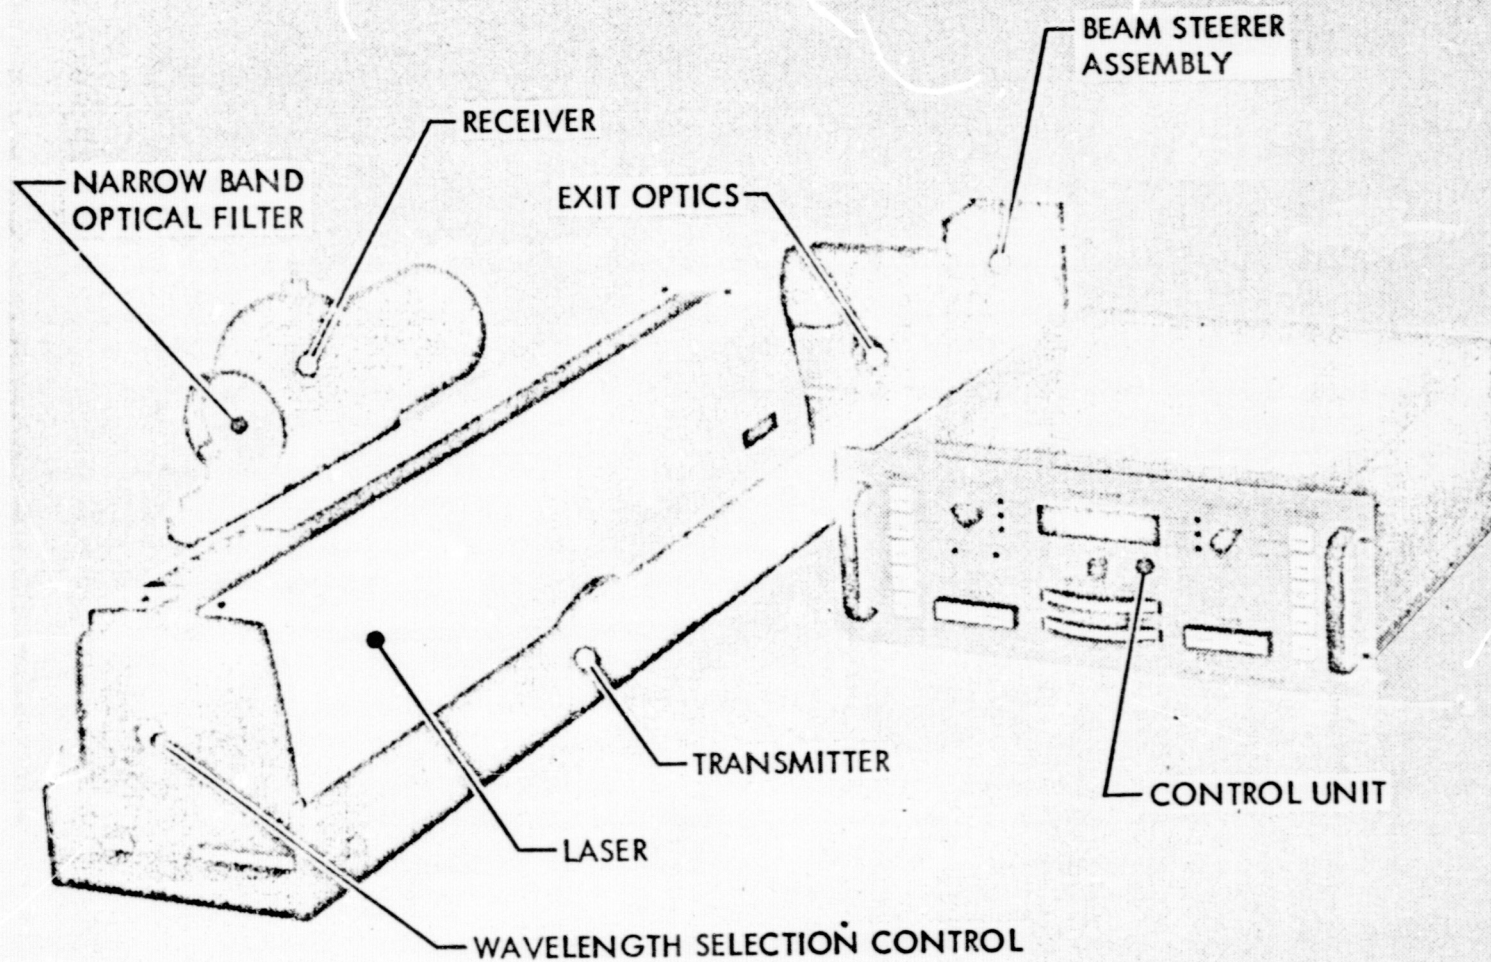 BEAM STEERER
ASSEMBLY
RECEIVER
NARROW BAND
OPTICAL FILTER
EXIT OPTICS
TRANSMITTER
CONTROL UNIT
LASER
WAVELENGTH SELECTION CONTROL